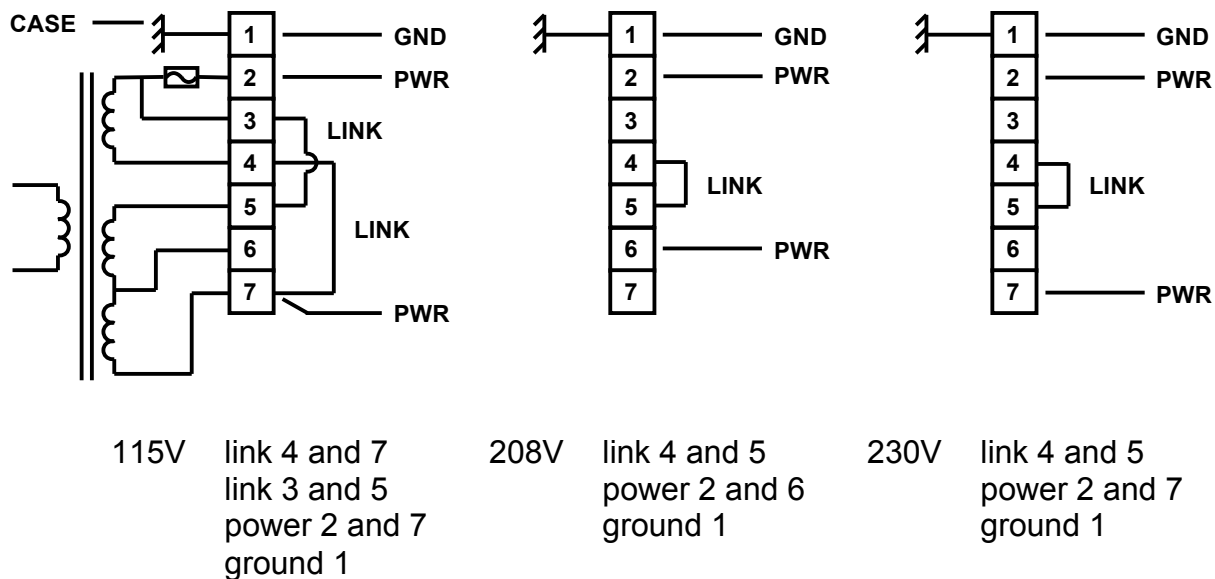 CASE
1 GND
2 PWR
3
LINK
4
5
LINK
6
7
PWR
1 GND
2 PWR
3
4
LINK
5
6 PWR
7
1 GND
2 PWR
3
4
LINK
5
6
7 PWR
115V link 4 and 7
link 3 and 5
power 2 and 7
ground 1
208V link 4 and 5
power 2 and 6
ground 1
230V link 4 and 5
power 2 and 7
ground 1